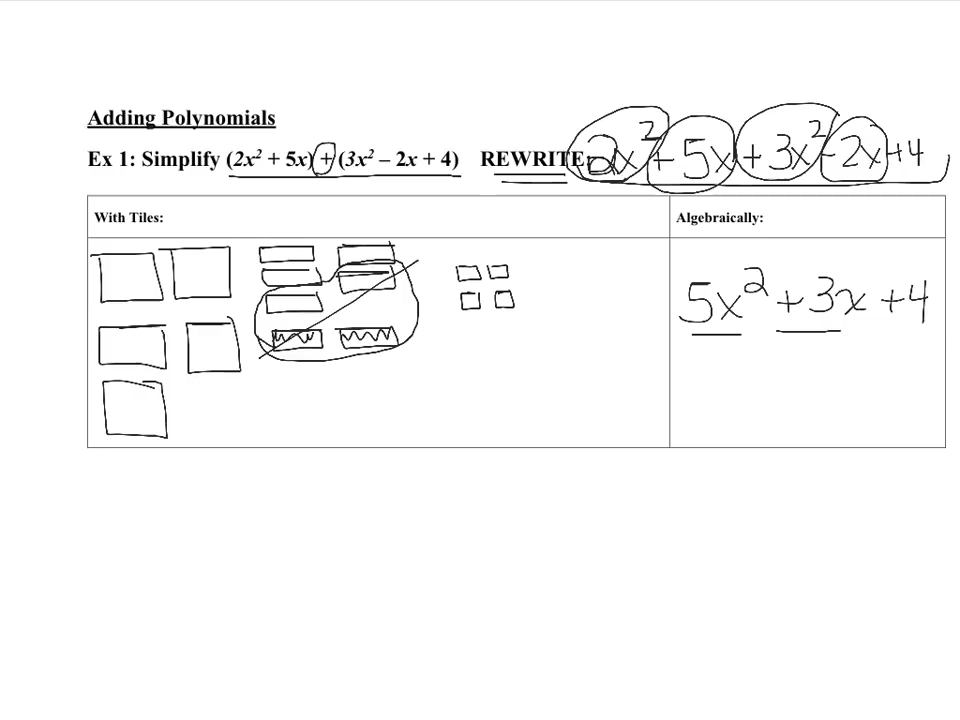 Adding Polynomials
Ex 1: Simplify (2x² + 5x) + (3x² – 2x + 4) REWRITE: 2x² + 5x + 3x² - 2x + 4
With Tiles: Algebraically:
5x² + 3x + 4